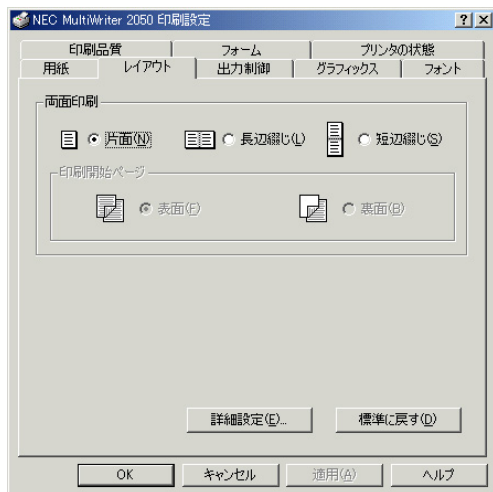 NEC MultiWriter 2050 印刷設定
印刷品質 フォーム プリンタの状態
用紙 レイアウト 出力制御 グラフィックス フォント
両面印刷
片面(N) 長辺綴じ(L) 短辺綴じ(S)
印刷開始ページ
表面(F) 裏面(B)
詳細設定(E)... 標準に戻す(D)
OK キャンセル 適用(A) ヘルプ